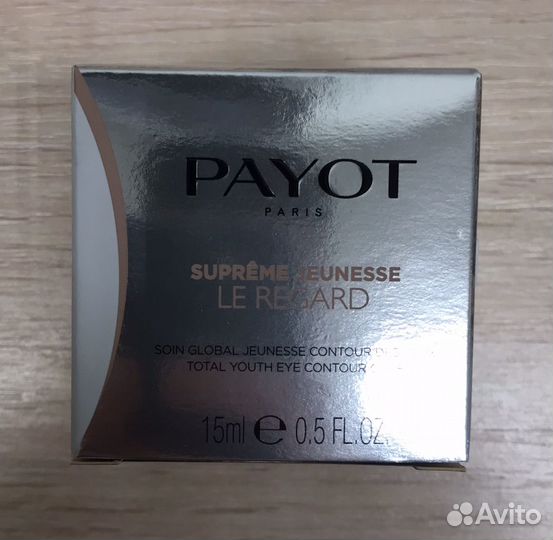 PAYOT
PARIS
SUPRÊME JEUNESSE
LE REGARD
SOIN GLOBAL JEUNESSE CONTOUR
TOTAL YOUTH EYE CONTOUR
15ml e 0.5 FL.OZ.
Avito